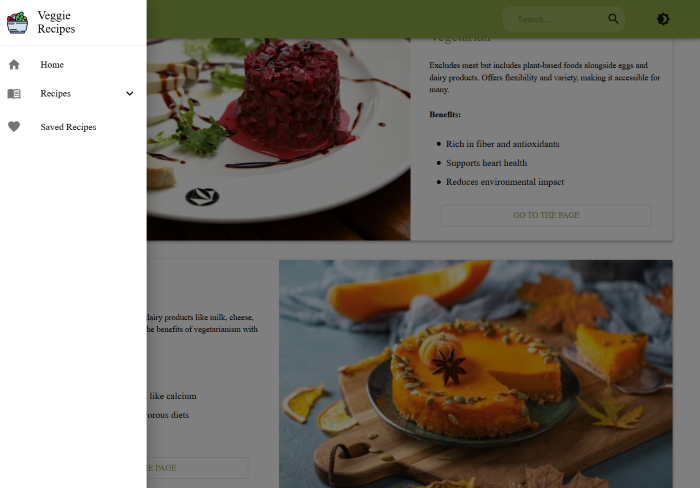 Veggie
Recipes
Search...
Home
Recipes
Saved Recipes
Vegetarian
Excludes meat but includes plant-based foods alongside eggs and
dairy products. Offers flexibility and variety, making it accessible for
many.
Benefits:
Rich in fiber and antioxidants
Supports heart health
Reduces environmental impact
GO TO THE PAGE
dairy products like milk, cheese,
the benefits of vegetarianism with
like calcium
orous diets
PAGE